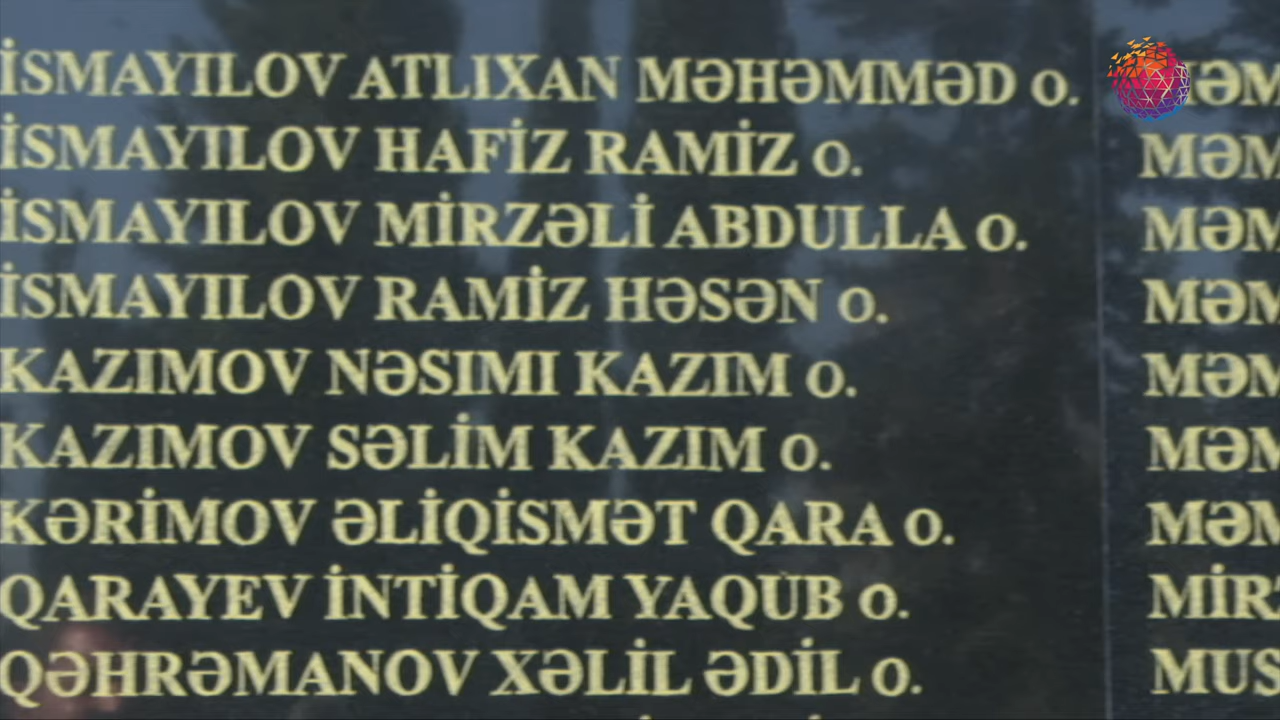 İSMAYILOV ATLIXAN MƏHƏMMƏD O.
İSMAYILOV HAFİZ RAMİZ O.
İSMAYILOV MİRZƏLİ ABDULLA O.
İSMAYILOV RAMİZ HƏSƏN O.
KAZIMOV NƏSIMI KAZIM O.
KAZIMOV SƏLİM KAZIM O.
KƏRİMOV ƏLİQİSMƏT QARA O.
QARAYEV İNTİQAM YAQUB O.
QƏHRƏMANOV XƏLİL ƏDİL O.